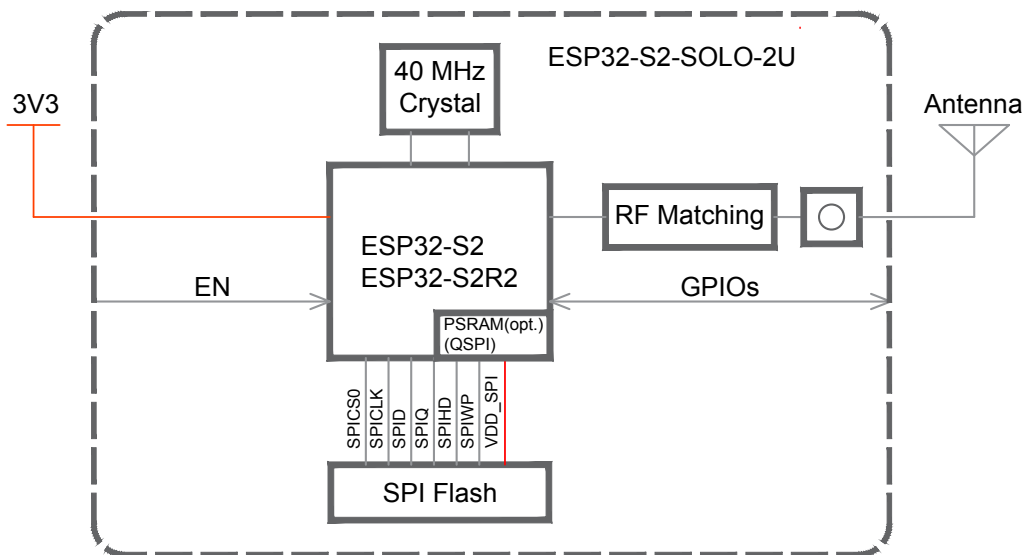 ESP32-S2-SOLO-2U
40 MHz
Crystal
3V3
Antenna
RF Matching
ESP32-S2
ESP32-S2R2
EN
GPIOs
PSRAM(opt.)
(QSPI)
SPICS0
SPICLK
SPID
SPIQ
SPIHD
SPIWP
VDD_SPI
SPI Flash